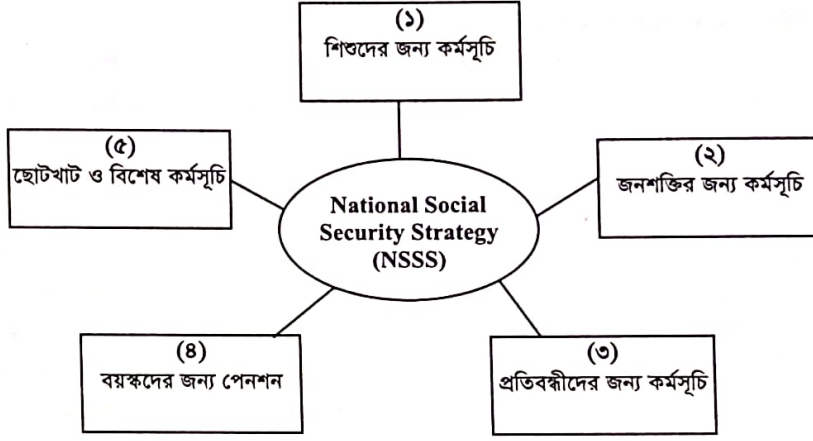 (১)
শিশুদের জন্য কর্মসূচি
(৫)
ছোটখাট ও বিশেষ কর্মসূচি
(২)
জনশক্তির জন্য কর্মসূচি
National Social
Security Strategy
(NSSS)
(৪)
বয়স্কদের জন্য পেনশন
(৩)
প্রতিবন্ধীদের জন্য কর্মসূচি